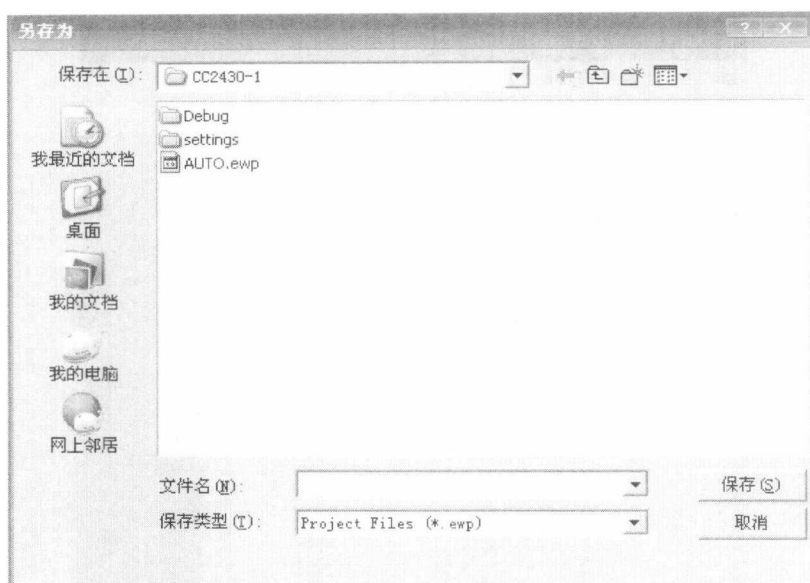 另存为
保存在(I):
CC2430-1
我最近的文档
桌面
我的文档
我的电脑
网上邻居
Debug
settings
AUTO.ewp
文件名(N):
保存(S)
保存类型(T):
Project Files (*.ewp)
取消